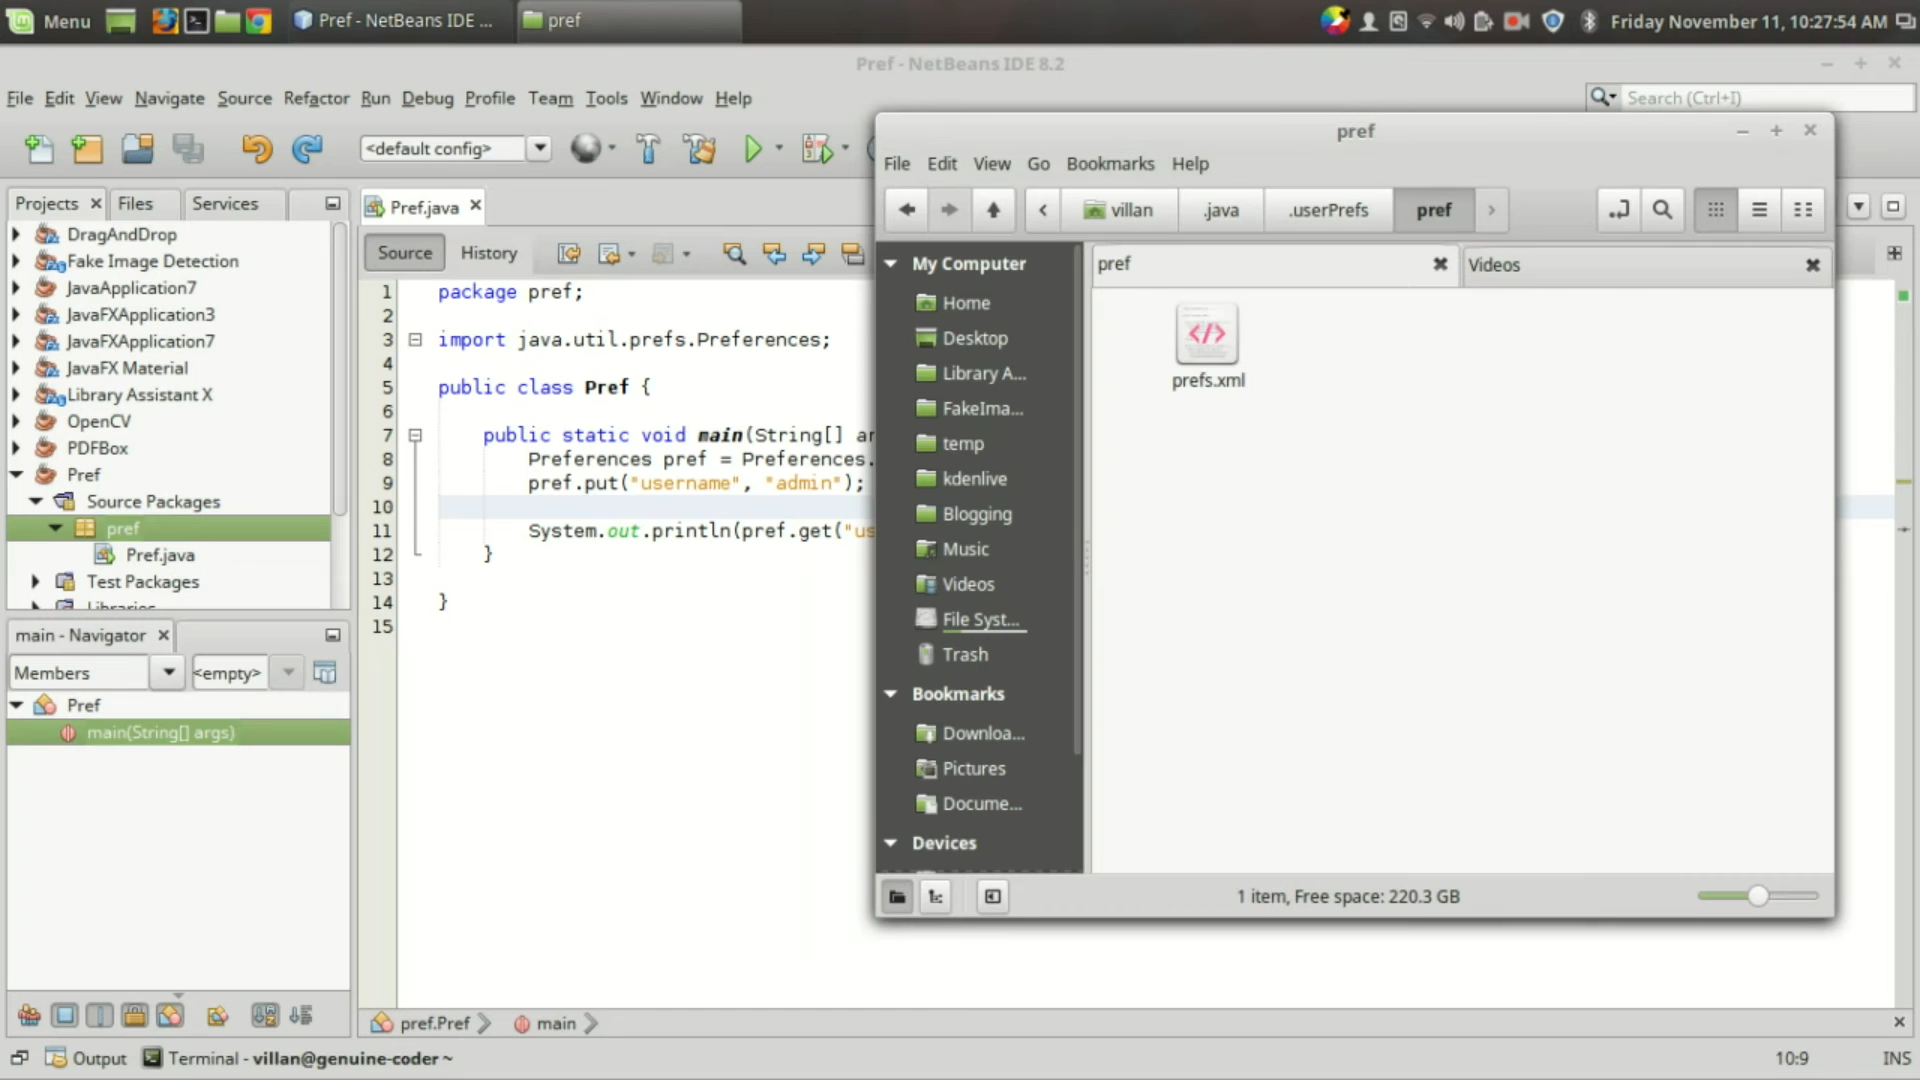 Menu
Pref - NetBeans IDE ...
pref
Friday November 11, 10:27:54 AM
Pref - NetBeans IDE 8.2
File Edit View Navigate Source Refactor Run Debug Profile Team Tools Window Help
Search (Ctrl+I)
<default config>
Projects
Files
Services
DragAndDrop
Fake Image Detection
JavaApplication7
JavaFXApplication3
JavaFXApplication7
JavaFX Material
Library Assistant X
OpenCV
PDFBox
Pref
Source Packages
pref
Pref.java
Test Packages
Libraries
main - Navigator
Members
<empty>
Pref
main(String[] args)
Pref.java
Source
History
1 package pref;
2
3 import java.util.prefs.Preferences;
4
5 public class Pref {
6
7 public static void main(String[] ar
8 Preferences pref = Preferences.
9 pref.put("username", "admin");
10
11 System.out.println(pref.get("us
12 }
13
14 }
15
pref.Pref
main
pref
File Edit View Go Bookmarks Help
villan
.java
.userPrefs
pref
My Computer
Home
Desktop
Library A...
FakeIma...
temp
kdenlive
Blogging
Music
Videos
File Syst...
Trash
Bookmarks
Downloa...
Pictures
Docume...
Devices
pref
Videos
</>
prefs.xml
1 item, Free space: 220.3 GB
Output
Terminal - villan@genuine-coder ~
10:9
INS